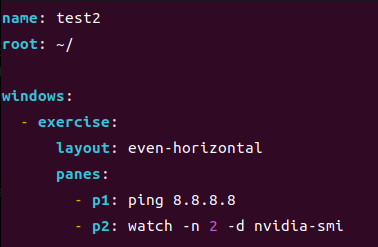 name: test2
root: ~/

windows:
  - exercise:
      layout: even-horizontal
      panes:
        - p1: ping 8.8.8.8
        - p2: watch -n 2 -d nvidia-smi